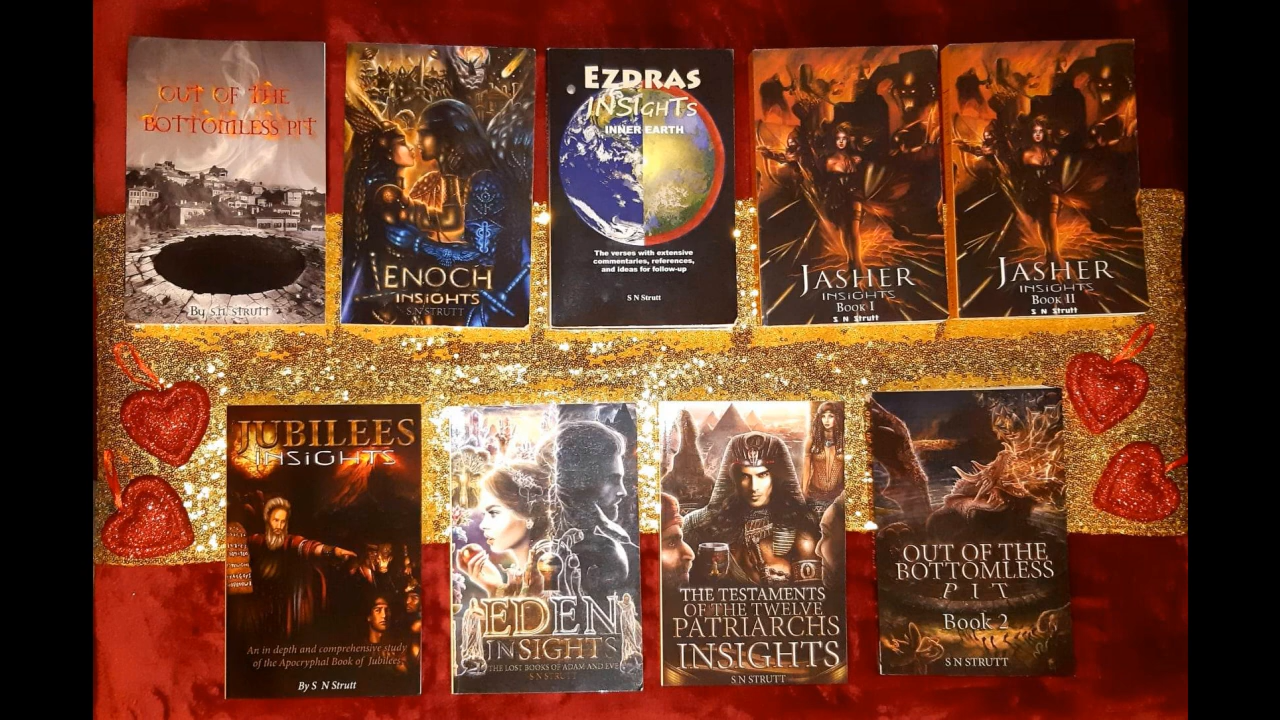 OUT OF THE
BOTTOMLESS PIT
By S.N. STRUTT
ENOCH
INSIGHTS
S N STRUTT
EZDRAS
INSIGHTS
INNER EARTH
The verses with extensive
commentaries, references,
and ideas for follow-up
S N Strutt
JASHER
INSIGHTS
Book I
S N Strutt
JASHER
INSIGHTS
Book II
S N Strutt
JUBILEES
INSIGHTS
An in depth and comprehensive study
of the Apocryphal Book of Jubilees
By S N Strutt
EDEN
INSIGHTS
THE LOST BOOKS OF ADAM AND EVE
S N STRUTT
THE TESTAMENTS
OF THE TWELVE
PATRIARCHS
INSIGHTS
S N STRUTT
OUT OF THE
BOTTOMLESS
PIT
Book 2
S N STRUTT